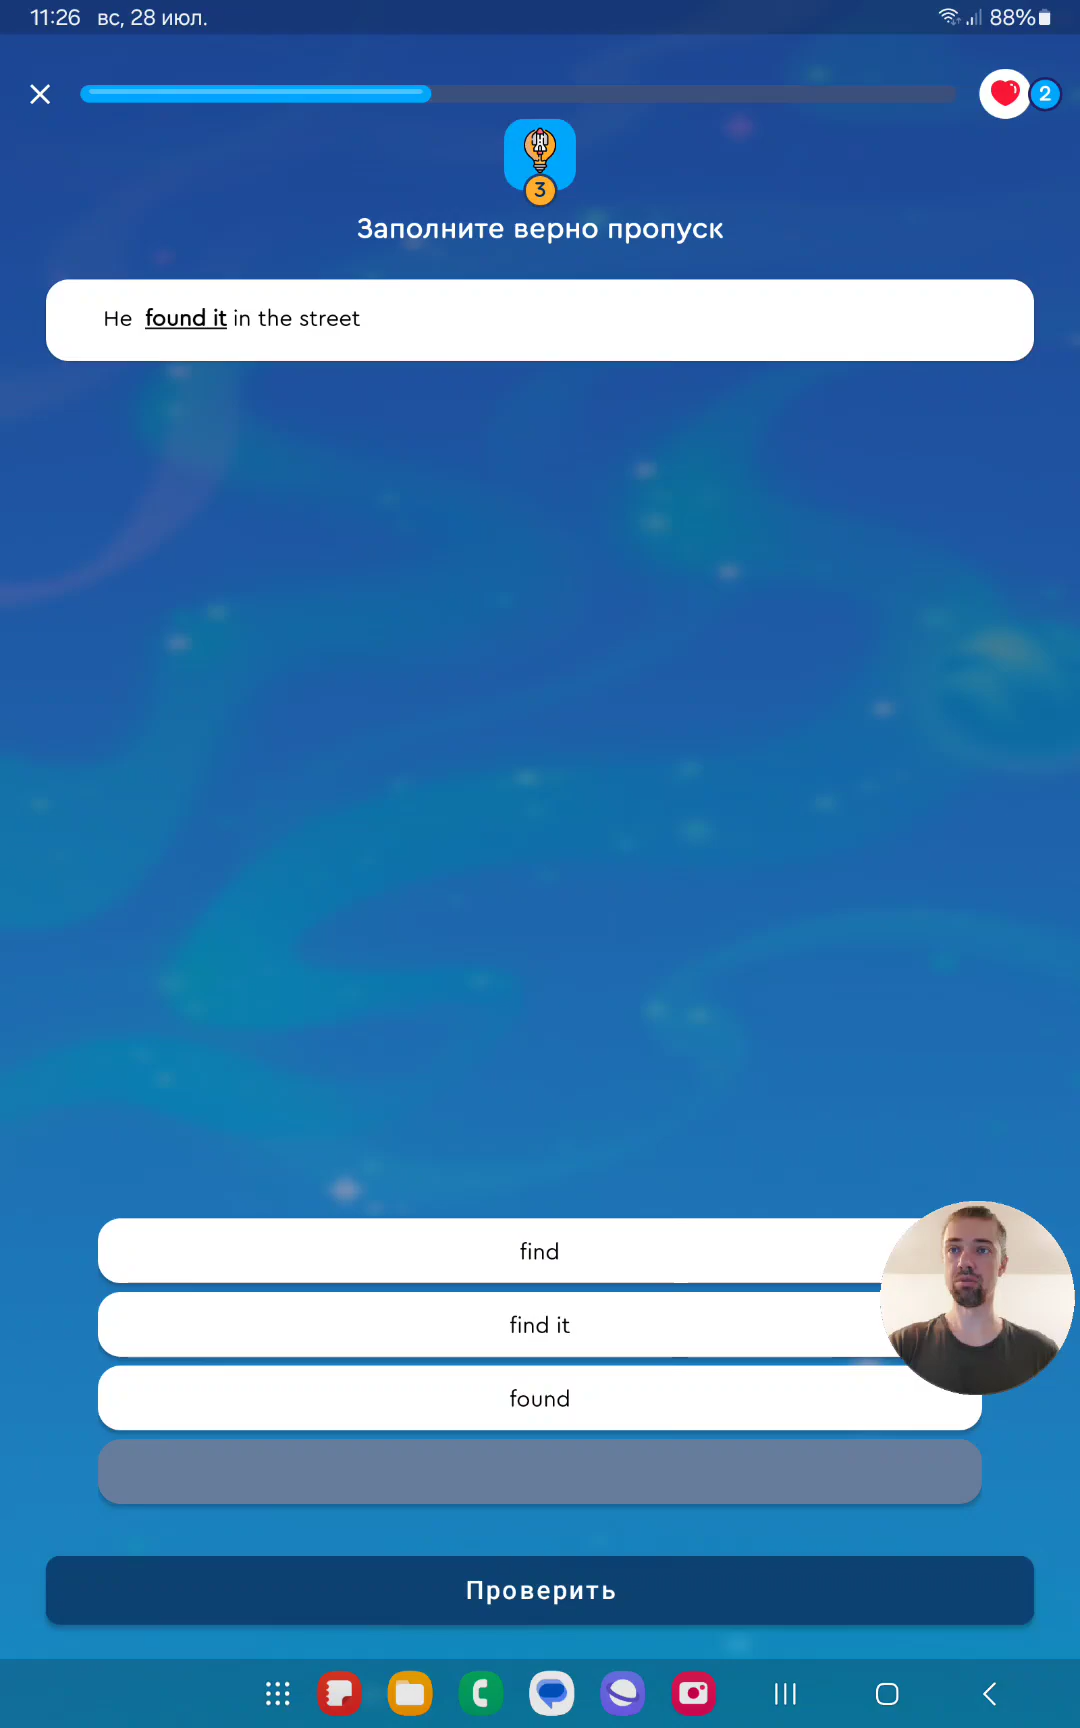 11:26 вс, 28 июл.
88%
2
3
Заполните верно пропуск
He found it in the street
find
find it
found
Проверить